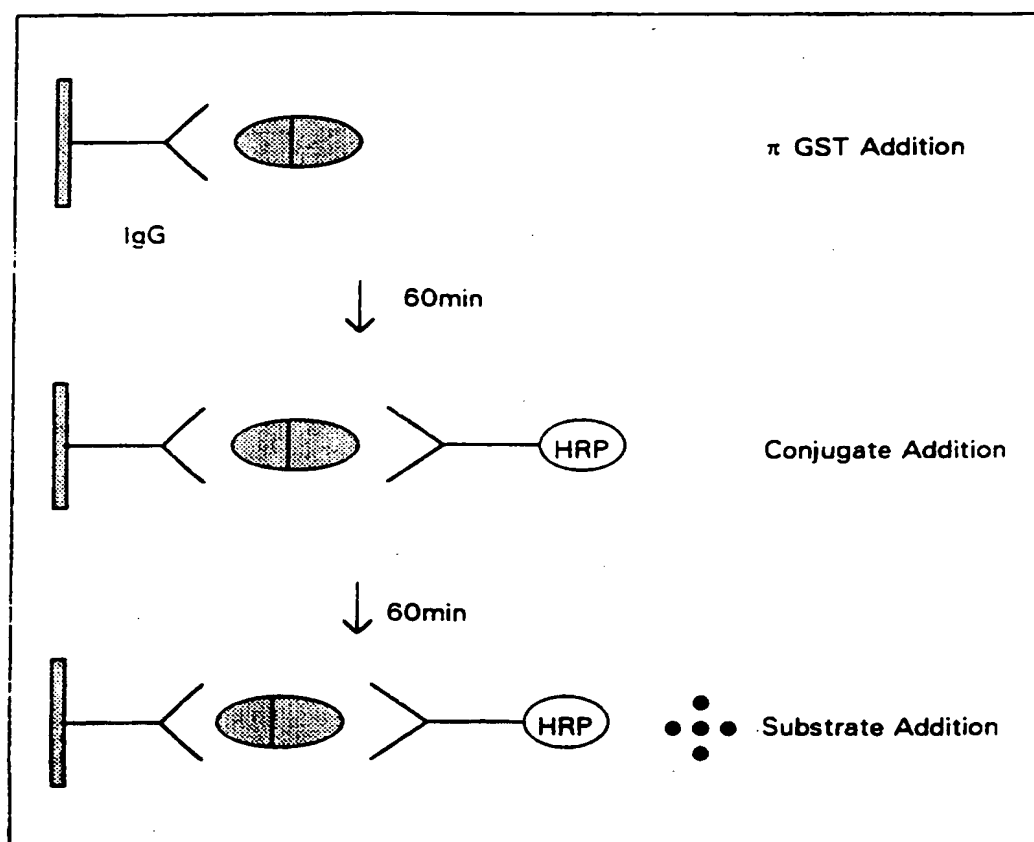 π GST Addition
IgG
60min
HRP
Conjugate Addition
60min
HRP
Substrate Addition